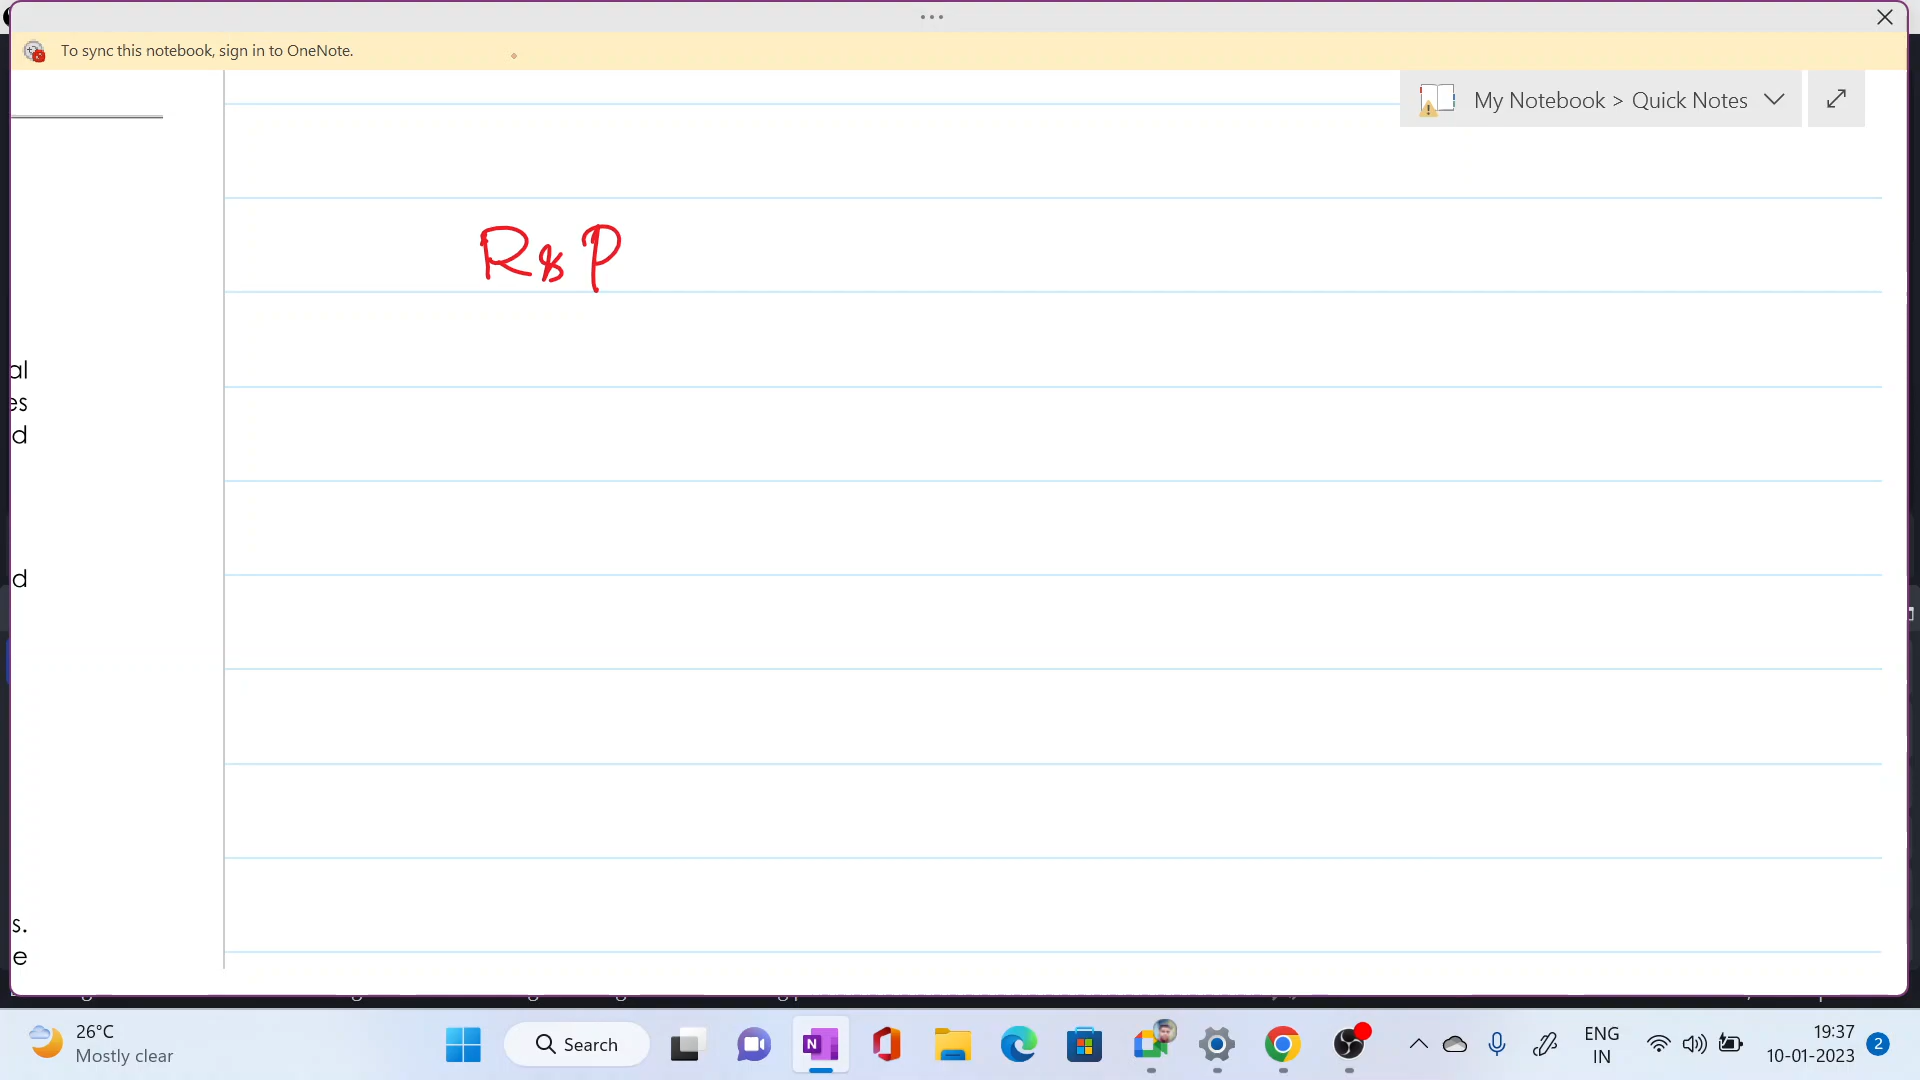 To sync this notebook, sign in to OneNote.
My Notebook > Quick Notes
R & P
al
es
d
d
s.
e
26°C
Mostly clear
Search
ENG
IN
19:37
10-01-2023
2